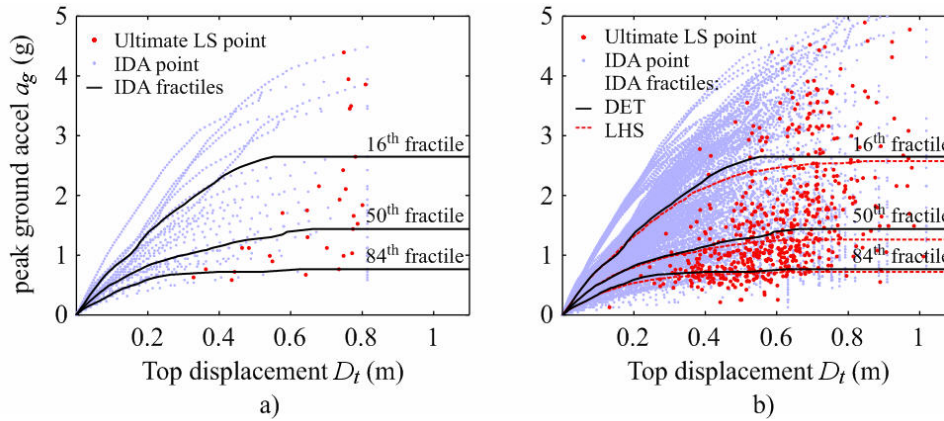 peak ground accel a_g (g)
5
4
3
2
1
0
Ultimate LS point
IDA point
IDA fractiles
16th fractile
50th fractile
84th fractile
0.2 0.4 0.6 0.8 1
Top displacement D_t (m)
a)
5
4
3
2
1
0
Ultimate LS point
IDA point
IDA fractiles:
DET
LHS
16th fractile
50th fractile
84th fractile
0.2 0.4 0.6 0.8 1
Top displacement D_t (m)
b)